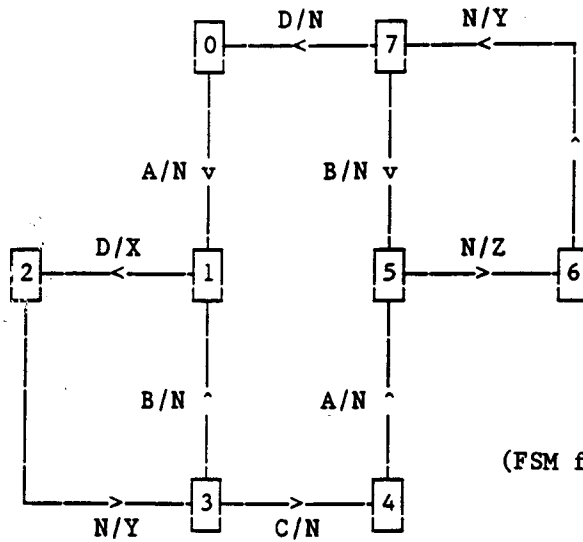 D/N N/Y
0 7
A/N B/N
D/X N/Z
2 1 5 6
B/N A/N
(FSM f
3 4
N/Y C/N